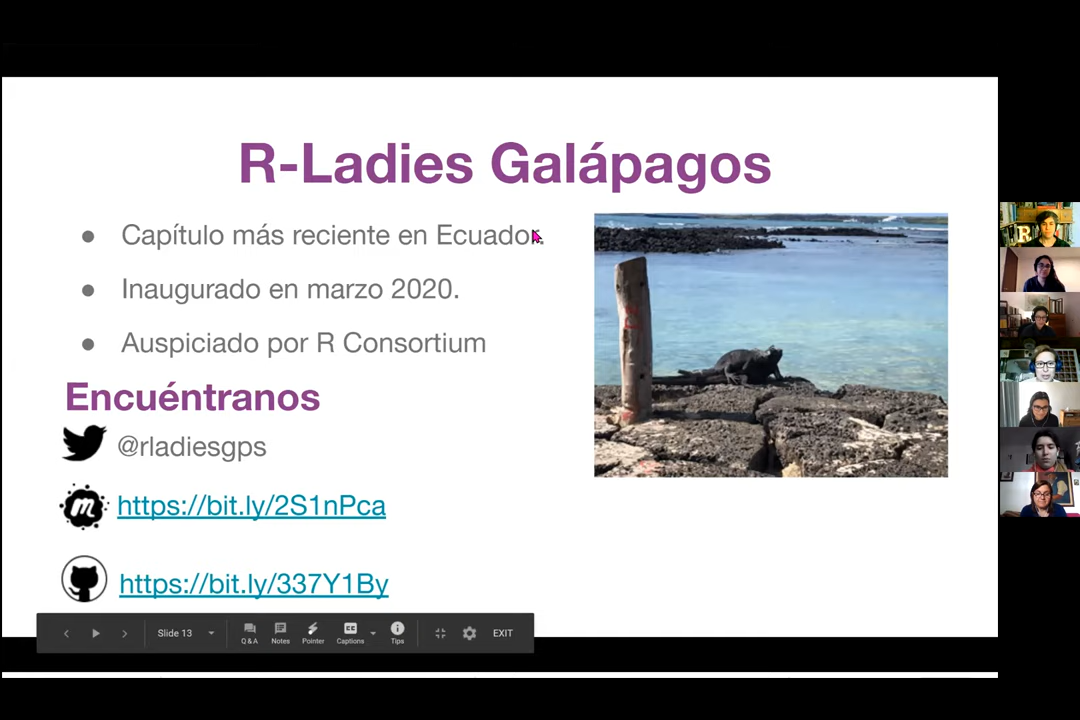 R-Ladies Galápagos
● Capítulo más reciente en Ecuador.
● Inaugurado en marzo 2020.
● Auspiciado por R Consortium
Encuéntranos
@rladiesgps
m https://bit.ly/2S1nPca
https://bit.ly/337Y1By
Slide 13
Q&A
Notes
Pointer
CC
Captions
Tips
EXIT
R